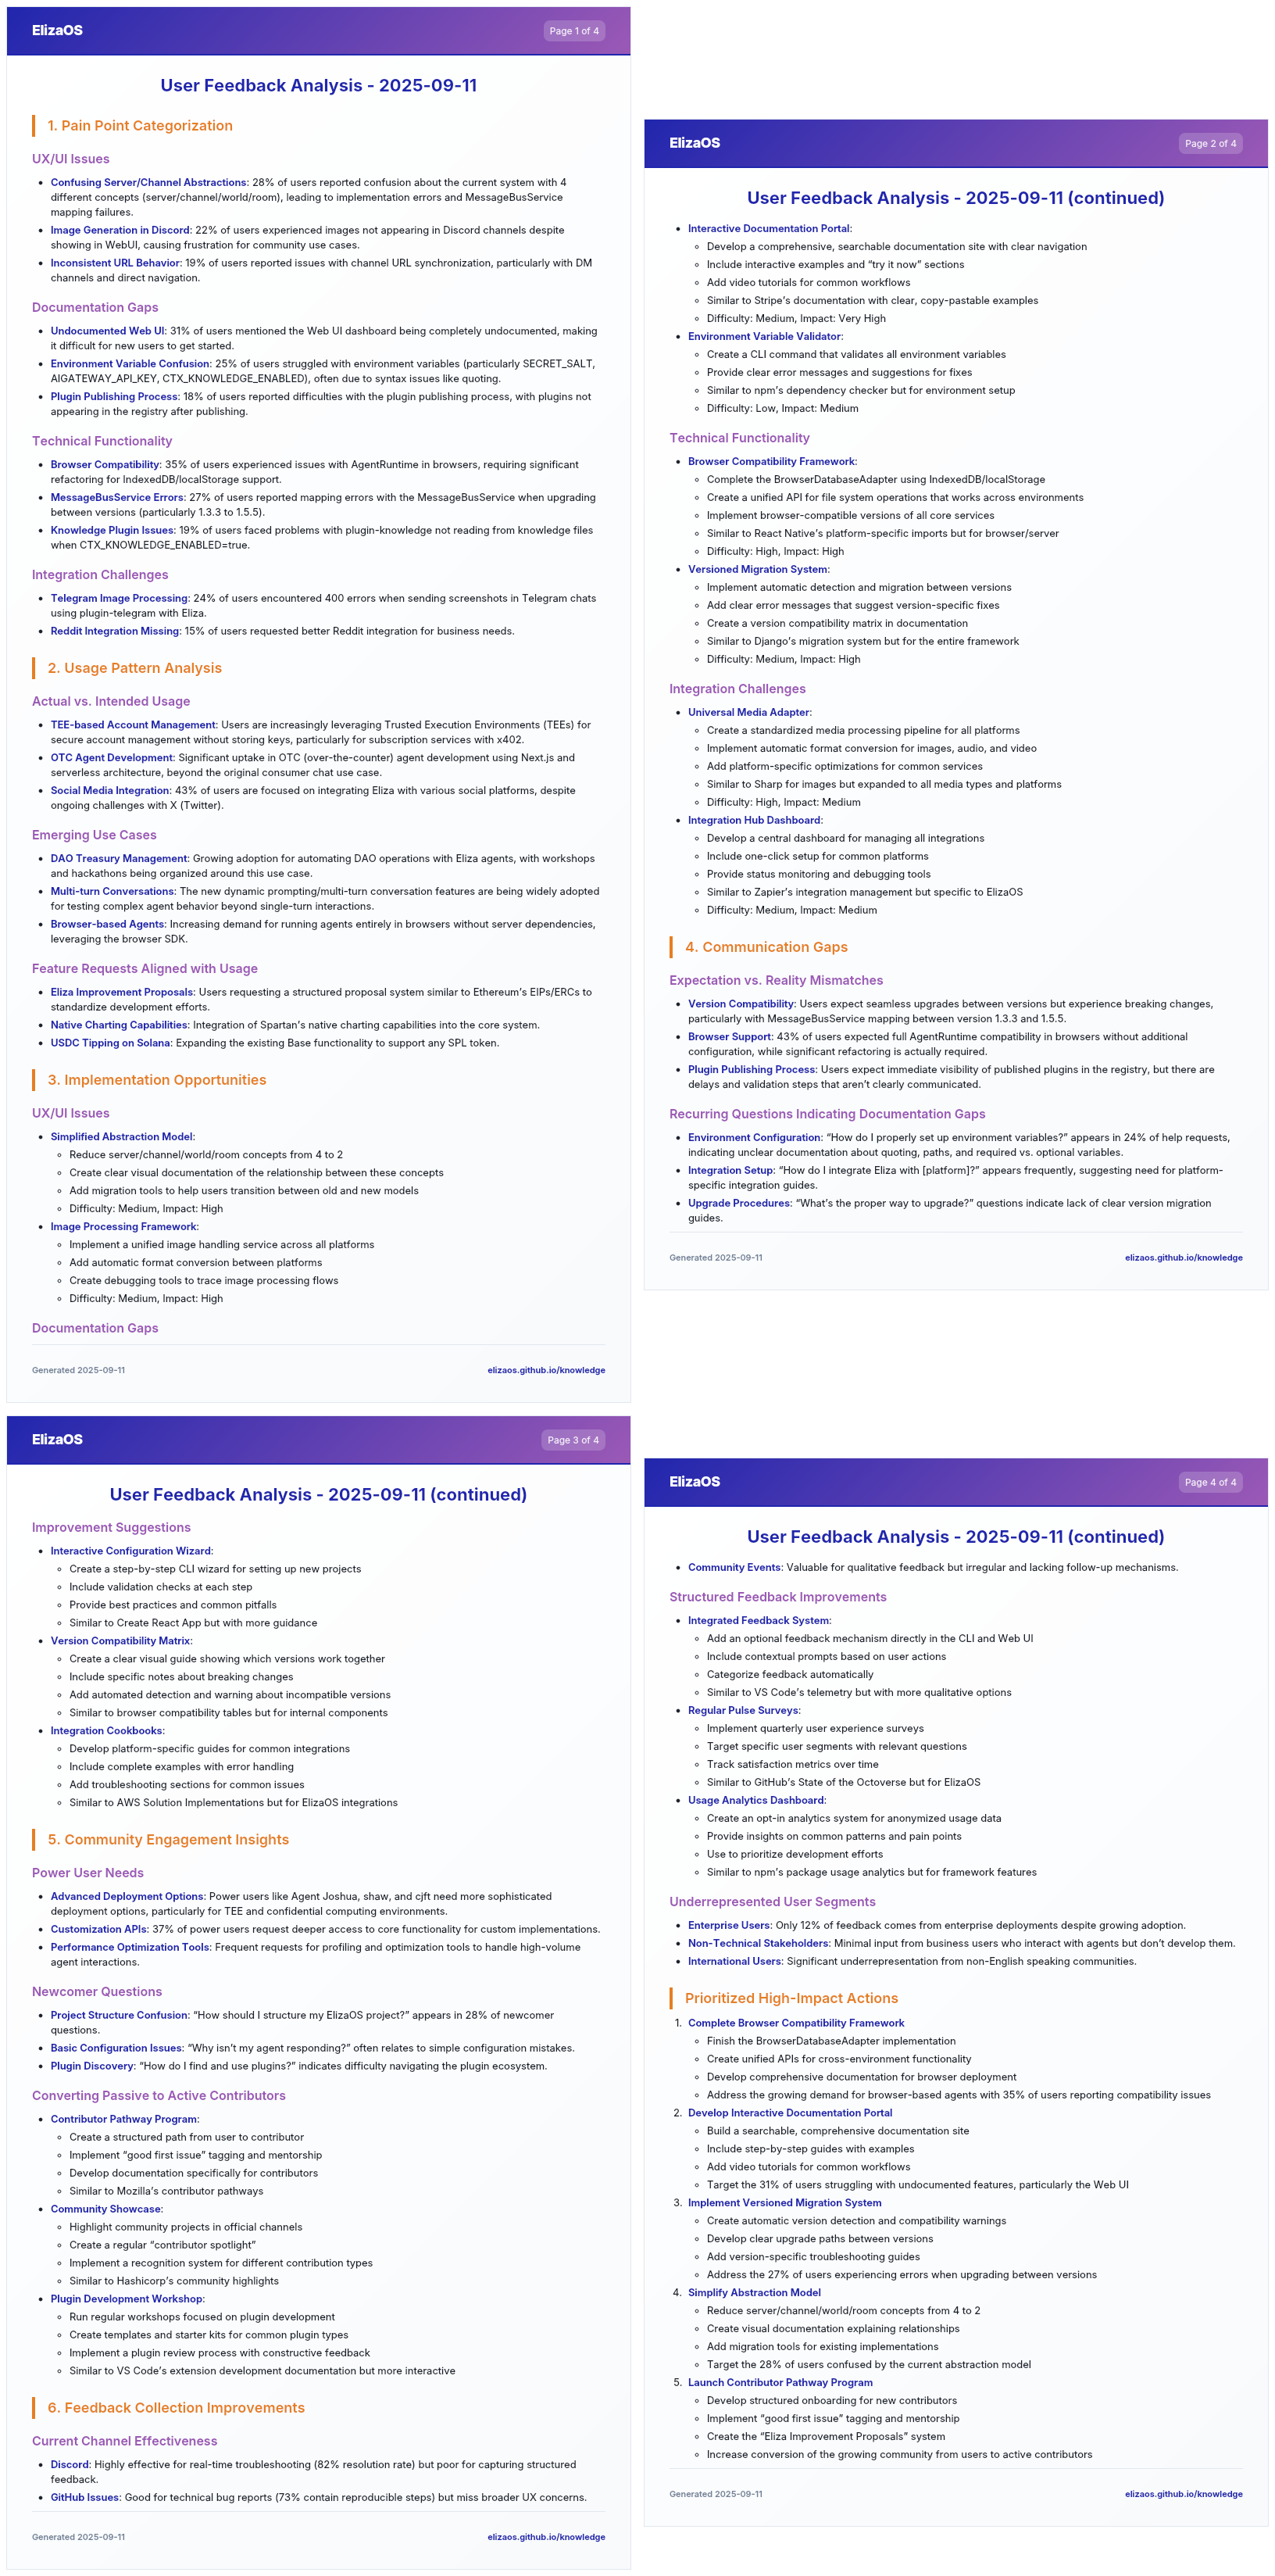 ElizaOS
Page 1 of 4
User Feedback Analysis - 2025-09-11
1. Pain Point Categorization
UX/UI Issues
• Confusing Server/Channel Abstractions: 28% of users reported confusion about the current system with 4
different concepts (server/channel/world/room), leading to implementation errors and MessageBusService
mapping failures.
• Image Generation in Discord: 22% of users experienced images not appearing in Discord channels despite
showing in WebUI, causing frustration for community use cases.
• Inconsistent URL Behavior: 19% of users reported issues with channel URL synchronization, particularly with DM
channels and direct navigation.
Documentation Gaps
• Undocumented Web UI: 31% of users mentioned the Web UI dashboard being completely undocumented, making
it difficult for new users to get started.
• Environment Variable Confusion: 25% of users struggled with environment variables (particularly SECRET_SALT,
AIGATEWAY_API_KEY, CTX_KNOWLEDGE_ENABLED), often due to syntax issues like quoting.
• Plugin Publishing Process: 18% of users reported difficulties with the plugin publishing process, with plugins not
appearing in the registry after publishing.
Technical Functionality
• Browser Compatibility: 35% of users experienced issues with AgentRuntime in browsers, requiring significant
refactoring for IndexedDB/localStorage support.
• MessageBusService Errors: 27% of users reported mapping errors with the MessageBusService when upgrading
between versions (particularly 1.3.3 to 1.5.5).
• Knowledge Plugin Issues: 19% of users faced problems with plugin-knowledge not reading from knowledge files
when CTX_KNOWLEDGE_ENABLED=true.
Integration Challenges
• Telegram Image Processing: 24% of users encountered 400 errors when sending screenshots in Telegram chats
using plugin-telegram with Eliza.
• Reddit Integration Missing: 15% of users requested better Reddit integration for business needs.
2. Usage Pattern Analysis
Actual vs. Intended Usage
• TEE-based Account Management: Users are increasingly leveraging Trusted Execution Environments (TEEs) for
secure account management without storing keys, particularly for subscription services with x402.
• OTC Agent Development: Significant uptake in OTC (over-the-counter) agent development using Next.js and
serverless architecture, beyond the original consumer chat use case.
• Social Media Integration: 43% of users are focused on integrating Eliza with various social platforms, despite
ongoing challenges with X (Twitter).
Emerging Use Cases
• DAO Treasury Management: Growing adoption for automating DAO operations with Eliza agents, with workshops
and hackathons being organized around this use case.
• Multi-turn Conversations: The new dynamic prompting/multi-turn conversation features are being widely adopted
for testing complex agent behavior beyond single-turn interactions.
• Browser-based Agents: Increasing demand for running agents entirely in browsers without server dependencies,
leveraging the browser SDK.
Feature Requests Aligned with Usage
• Eliza Improvement Proposals: Users requesting a structured proposal system similar to Ethereum’s EIPs/ERCs to
standardize development efforts.
• Native Charting Capabilities: Integration of Spartan’s native charting capabilities into the core system.
• USDC Tipping on Solana: Expanding the existing Base functionality to support any SPL token.
3. Implementation Opportunities
UX/UI Issues
• Simplified Abstraction Model:
◦ Reduce server/channel/world/room concepts from 4 to 2
◦ Create clear visual documentation of the relationship between these concepts
◦ Add migration tools to help users transition between old and new models
◦ Difficulty: Medium, Impact: High
• Image Processing Framework:
◦ Implement a unified image handling service across all platforms
◦ Add automatic format conversion between platforms
◦ Create debugging tools to trace image processing flows
◦ Difficulty: Medium, Impact: High
Documentation Gaps
Generated 2025-09-11
elizaos.github.io/knowledge
ElizaOS
Page 2 of 4
User Feedback Analysis - 2025-09-11 (continued)
• Interactive Documentation Portal:
◦ Develop a comprehensive, searchable documentation site with clear navigation
◦ Include interactive examples and “try it now” sections
◦ Add video tutorials for common workflows
◦ Similar to Stripe’s documentation with clear, copy-pastable examples
◦ Difficulty: Medium, Impact: Very High
• Environment Variable Validator:
◦ Create a CLI command that validates all environment variables
◦ Provide clear error messages and suggestions for fixes
◦ Similar to npm’s dependency checker but for environment setup
◦ Difficulty: Low, Impact: Medium
Technical Functionality
• Browser Compatibility Framework:
◦ Complete the BrowserDatabaseAdapter using IndexedDB/localStorage
◦ Create a unified API for file system operations that works across environments
◦ Implement browser-compatible versions of all core services
◦ Similar to React Native’s platform-specific imports but for browser/server
◦ Difficulty: High, Impact: High
• Versioned Migration System:
◦ Implement automatic detection and migration between versions
◦ Add clear error messages that suggest version-specific fixes
◦ Create a version compatibility matrix in documentation
◦ Similar to Django’s migration system but for the entire framework
◦ Difficulty: Medium, Impact: High
Integration Challenges
• Universal Media Adapter:
◦ Create a standardized media processing pipeline for all platforms
◦ Implement automatic format conversion for images, audio, and video
◦ Add platform-specific optimizations for common services
◦ Similar to Sharp for images but expanded to all media types and platforms
◦ Difficulty: High, Impact: Medium
• Integration Hub Dashboard:
◦ Develop a central dashboard for managing all integrations
◦ Include one-click setup for common platforms
◦ Provide status monitoring and debugging tools
◦ Similar to Zapier’s integration management but specific to ElizaOS
◦ Difficulty: Medium, Impact: Medium
4. Communication Gaps
Expectation vs. Reality Mismatches
• Version Compatibility: Users expect seamless upgrades between versions but experience breaking changes,
particularly with MessageBusService mapping between version 1.3.3 and 1.5.5.
• Browser Support: 43% of users expected full AgentRuntime compatibility in browsers without additional
configuration, while significant refactoring is actually required.
• Plugin Publishing Process: Users expect immediate visibility of published plugins in the registry, but there are
delays and validation steps that aren’t clearly communicated.
Recurring Questions Indicating Documentation Gaps
• Environment Configuration: “How do I properly set up environment variables?” appears in 24% of help requests,
indicating unclear documentation about quoting, paths, and required vs. optional variables.
• Integration Setup: “How do I integrate Eliza with [platform]?” appears frequently, suggesting need for platform-
specific integration guides.
• Upgrade Procedures: “What’s the proper way to upgrade?” questions indicate lack of clear version migration
guides.
Generated 2025-09-11
elizaos.github.io/knowledge
ElizaOS
Page 3 of 4
User Feedback Analysis - 2025-09-11 (continued)
Improvement Suggestions
• Interactive Configuration Wizard:
◦ Create a step-by-step CLI wizard for setting up new projects
◦ Include validation checks at each step
◦ Provide best practices and common pitfalls
◦ Similar to Create React App but with more guidance
• Version Compatibility Matrix:
◦ Create a clear visual guide showing which versions work together
◦ Include specific notes about breaking changes
◦ Add automated detection and warning about incompatible versions
◦ Similar to browser compatibility tables but for internal components
• Integration Cookbooks:
◦ Develop platform-specific guides for common integrations
◦ Include complete examples with error handling
◦ Add troubleshooting sections for common issues
◦ Similar to AWS Solution Implementations but for ElizaOS integrations
5. Community Engagement Insights
Power User Needs
• Advanced Deployment Options: Power users like Agent Joshua, shaw, and cjft need more sophisticated
deployment options, particularly for TEE and confidential computing environments.
• Customization APIs: 37% of power users request deeper access to core functionality for custom implementations.
• Performance Optimization Tools: Frequent requests for profiling and optimization tools to handle high-volume
agent interactions.
Newcomer Questions
• Project Structure Confusion: “How should I structure my ElizaOS project?” appears in 28% of newcomer
questions.
• Basic Configuration Issues: “Why isn’t my agent responding?” often relates to simple configuration mistakes.
• Plugin Discovery: “How do I find and use plugins?” indicates difficulty navigating the plugin ecosystem.
Converting Passive to Active Contributors
• Contributor Pathway Program:
◦ Create a structured path from user to contributor
◦ Implement “good first issue” tagging and mentorship
◦ Develop documentation specifically for contributors
◦ Similar to Mozilla’s contributor pathways
• Community Showcase:
◦ Highlight community projects in official channels
◦ Create a regular “contributor spotlight”
◦ Implement a recognition system for different contribution types
◦ Similar to Hashicorp’s community highlights
• Plugin Development Workshop:
◦ Run regular workshops focused on plugin development
◦ Create templates and starter kits for common plugin types
◦ Implement a plugin review process with constructive feedback
◦ Similar to VS Code’s extension development documentation but more interactive
6. Feedback Collection Improvements
Current Channel Effectiveness
• Discord: Highly effective for real-time troubleshooting (82% resolution rate) but poor for capturing structured
feedback.
• GitHub Issues: Good for technical bug reports (73% contain reproducible steps) but miss broader UX concerns.
Generated 2025-09-11
elizaos.github.io/knowledge
ElizaOS
Page 4 of 4
User Feedback Analysis - 2025-09-11 (continued)
• Community Events: Valuable for qualitative feedback but irregular and lacking follow-up mechanisms.
Structured Feedback Improvements
• Integrated Feedback System:
◦ Add an optional feedback mechanism directly in the CLI and Web UI
◦ Include contextual prompts based on user actions
◦ Categorize feedback automatically
◦ Similar to VS Code’s telemetry but with more qualitative options
• Regular Pulse Surveys:
◦ Implement quarterly user experience surveys
◦ Target specific user segments with relevant questions
◦ Track satisfaction metrics over time
◦ Similar to GitHub’s State of the Octoverse but for ElizaOS
• Usage Analytics Dashboard:
◦ Create an opt-in analytics system for anonymized usage data
◦ Provide insights on common patterns and pain points
◦ Use to prioritize development efforts
◦ Similar to npm’s package usage analytics but for framework features
Underrepresented User Segments
• Enterprise Users: Only 12% of feedback comes from enterprise deployments despite growing adoption.
• Non-Technical Stakeholders: Minimal input from business users who interact with agents but don’t develop them.
• International Users: Significant underrepresentation from non-English speaking communities.
Prioritized High-Impact Actions
1. Complete Browser Compatibility Framework
◦ Finish the BrowserDatabaseAdapter implementation
◦ Create unified APIs for cross-environment functionality
◦ Develop comprehensive documentation for browser deployment
◦ Address the growing demand for browser-based agents with 35% of users reporting compatibility issues
2. Develop Interactive Documentation Portal
◦ Build a searchable, comprehensive documentation site
◦ Include step-by-step guides with examples
◦ Add video tutorials for common workflows
◦ Target the 31% of users struggling with undocumented features, particularly the Web UI
3. Implement Versioned Migration System
◦ Create automatic version detection and compatibility warnings
◦ Develop clear upgrade paths between versions
◦ Add version-specific troubleshooting guides
◦ Address the 27% of users experiencing errors when upgrading between versions
4. Simplify Abstraction Model
◦ Reduce server/channel/world/room concepts from 4 to 2
◦ Create visual documentation explaining relationships
◦ Add migration tools for existing implementations
◦ Target the 28% of users confused by the current abstraction model
5. Launch Contributor Pathway Program
◦ Develop structured onboarding for new contributors
◦ Implement “good first issue” tagging and mentorship
◦ Create the “Eliza Improvement Proposals” system
◦ Increase conversion of the growing community from users to active contributors
Generated 2025-09-11
elizaos.github.io/knowledge